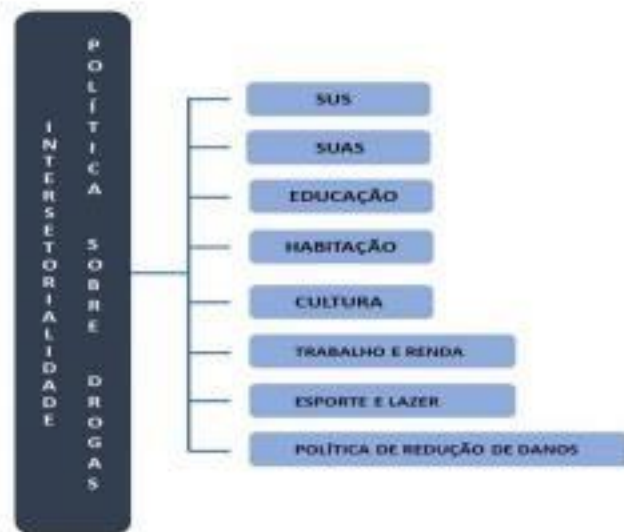 INTERSETORIALIDADE
POLÍTICA SOBRE DROGAS
SUS
SUAS
EDUCAÇÃO
HABITAÇÃO
CULTURA
TRABALHO E RENDA
ESPORTE E LAZER
POLÍTICA DE REDUÇÃO DE DANOS